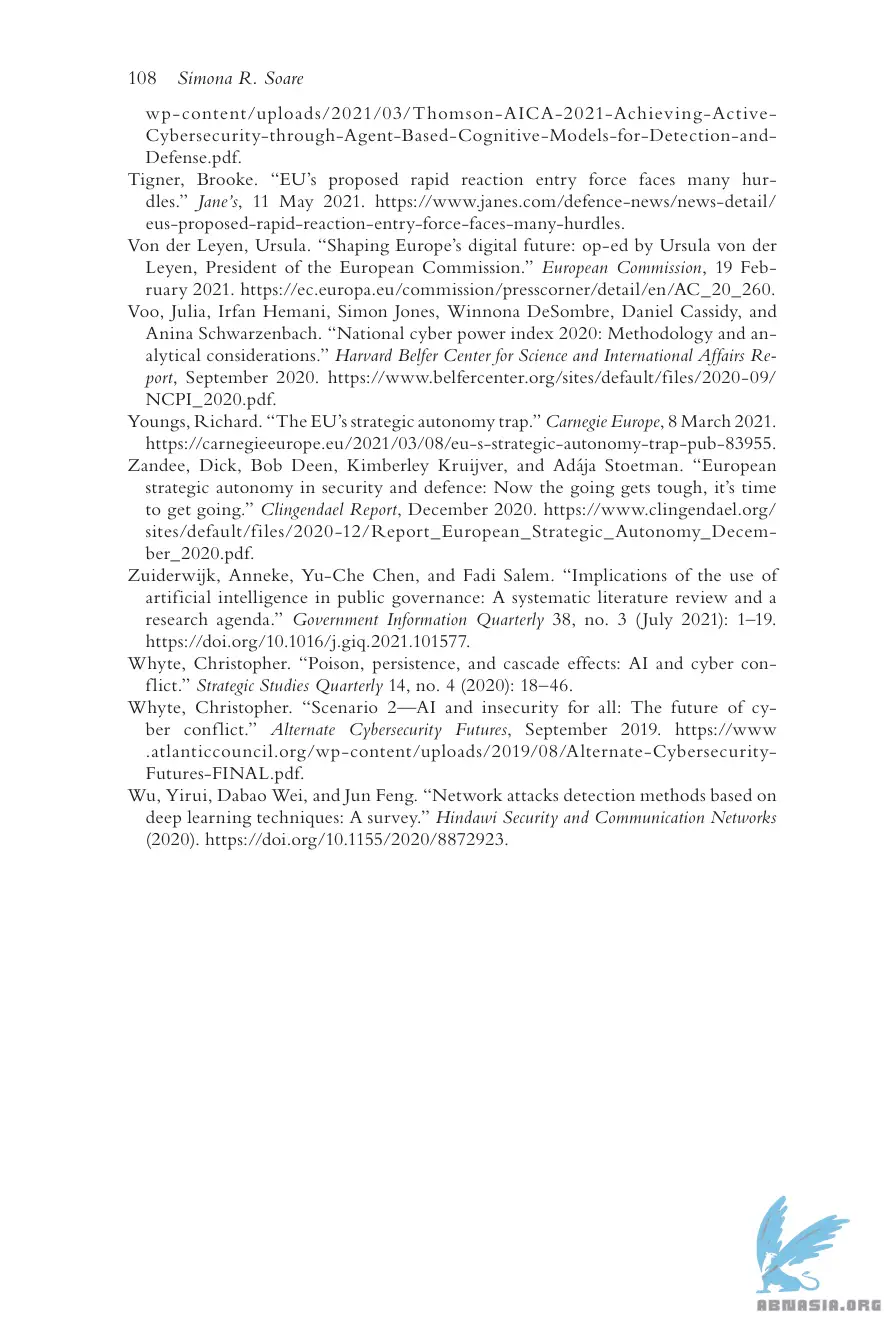 108 Simona R. Soare
wp-content/uploads/2021/03/Thomson-AICA-2021-Achieving-Active-
Cybersecurity-through-Agent-Based-Cognitive-Models-for-Detection-and-
Defense.pdf.
Tigner, Brooke. “EU’s proposed rapid reaction entry force faces many hur-
dles.” Jane’s, 11 May 2021. https://www.janes.com/defence-news/news-detail/
eus-proposed-rapid-reaction-entry-force-faces-many-hurdles.
Von der Leyen, Ursula. “Shaping Europe’s digital future: op-ed by Ursula von der
Leyen, President of the European Commission.” European Commission, 19 Feb-
ruary 2021. https://ec.europa.eu/commission/presscorner/detail/en/AC_20_260.
Voo, Julia, Irfan Hemani, Simon Jones, Winnona DeSombre, Daniel Cassidy, and
Anina Schwarzenbach. “National cyber power index 2020: Methodology and an-
alytical considerations.” Harvard Belfer Center for Science and International Affairs Re-
port, September 2020. https://www.belfercenter.org/sites/default/files/2020-09/
NCPI_2020.pdf.
Youngs, Richard. “The EU’s strategic autonomy trap.” Carnegie Europe, 8 March 2021.
https://carnegieeurope.eu/2021/03/08/eu-s-strategic-autonomy-trap-pub-83955.
Zandee, Dick, Bob Deen, Kimberley Kruijver, and Adája Stoetman. “European
strategic autonomy in security and defence: Now the going gets tough, it’s time
to get going.” Clingendael Report, December 2020. https://www.clingendael.org/
sites/default/files/2020-12/Report_European_Strategic_Autonomy_Decem-
ber_2020.pdf.
Zuiderwijk, Anneke, Yu-Che Chen, and Fadi Salem. “Implications of the use of
artificial intelligence in public governance: A systematic literature review and a
research agenda.” Government Information Quarterly 38, no. 3 (July 2021): 1–19.
https://doi.org/10.1016/j.giq.2021.101577.
Whyte, Christopher. “Poison, persistence, and cascade effects: AI and cyber con-
flict.” Strategic Studies Quarterly 14, no. 4 (2020): 18–46.
Whyte, Christopher. “Scenario 2—AI and insecurity for all: The future of cy-
ber conflict.” Alternate Cybersecurity Futures, September 2019. https://www
.atlanticcouncil.org/wp-content/uploads/2019/08/Alternate-Cybersecurity-
Futures-FINAL.pdf.
Wu, Yirui, Dabao Wei, and Jun Feng. “Network attacks detection methods based on
deep learning techniques: A survey.” Hindawi Security and Communication Networks
(2020). https://doi.org/10.1155/2020/8872923.
ABNASIA.ORG